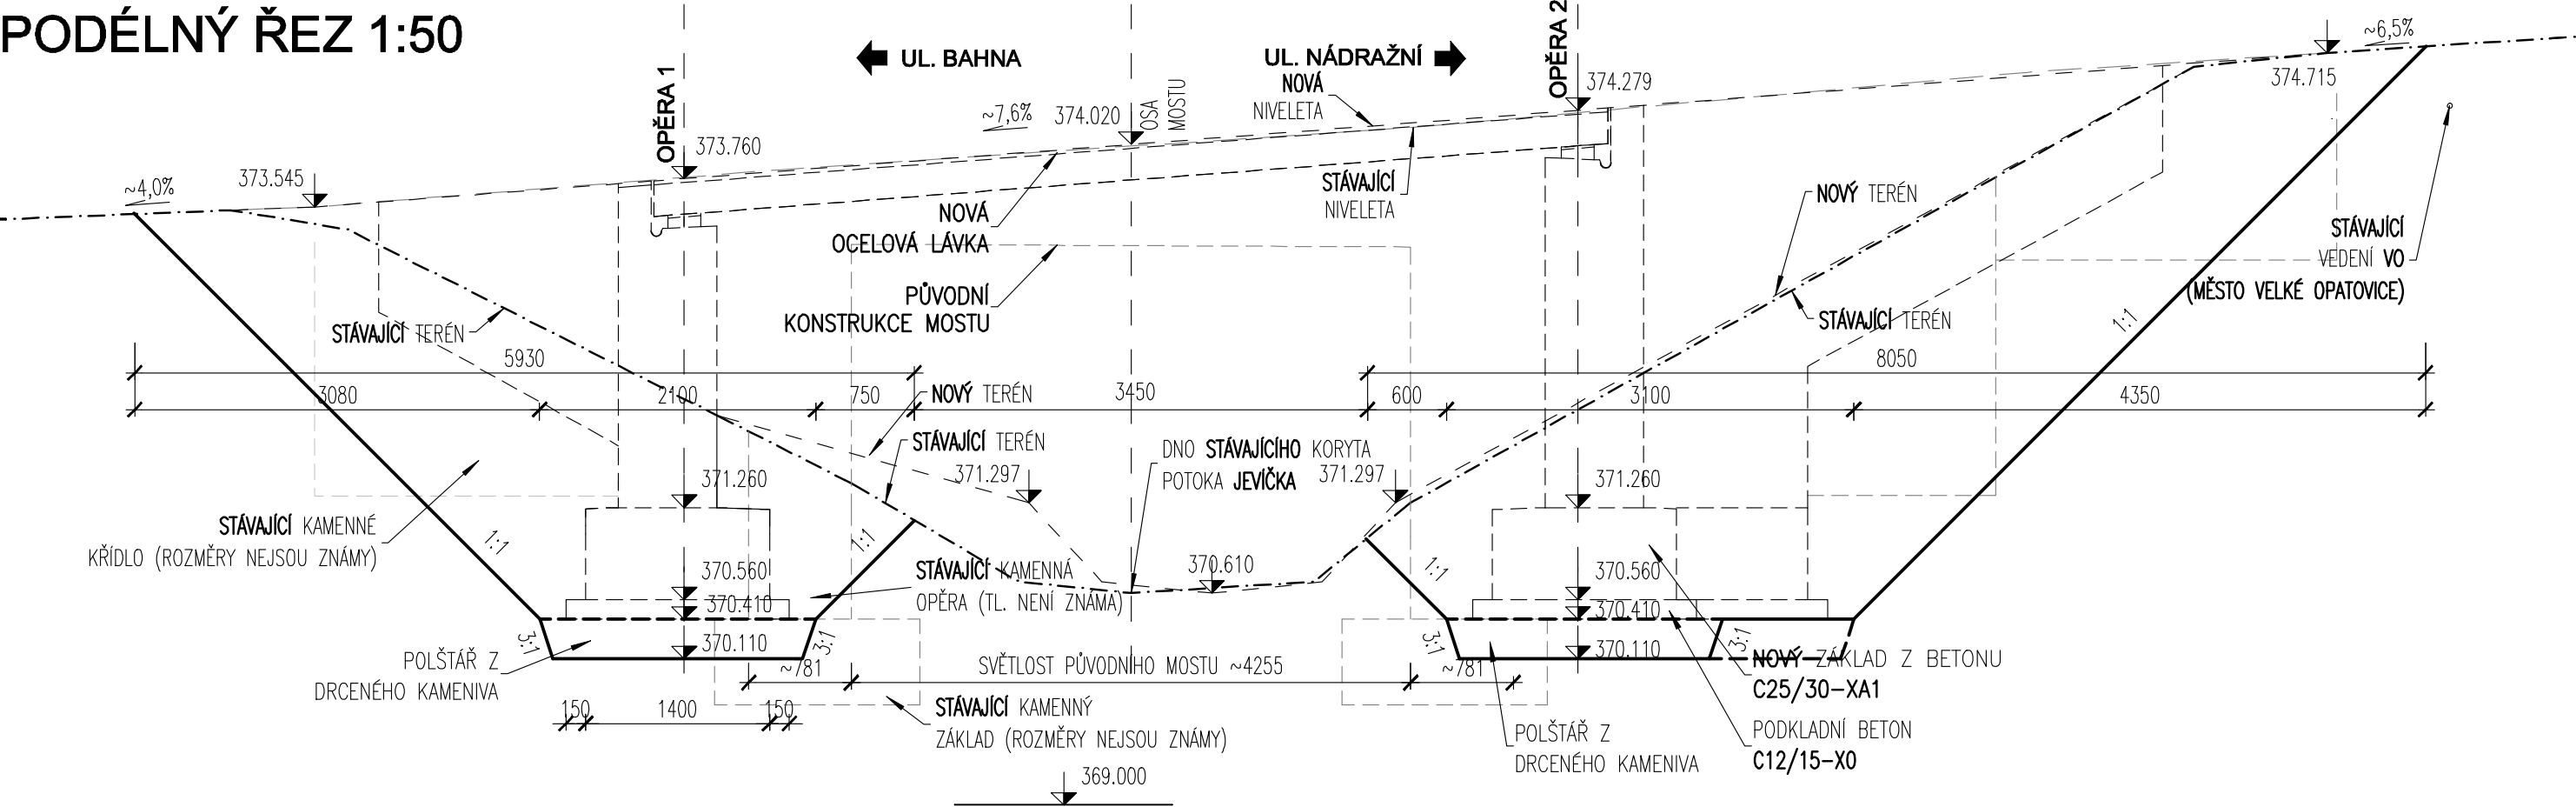 PODÉLNÝ ŘEZ 1:50
UL. BAHNA
UL. NÁDRAŽNÍ
OPĚRA 1
OPĚRA 2
OSA
MOSTU
NOVÁ
NIVELETA
~6,5%
374.715
374.279
~7,6%
374.020
373.760
373.545
~4,0%
STÁVAJÍCÍ
NIVELETA
NOVÝ TERÉN
NOVÁ
OCELOVÁ LÁVKA
STÁVAJÍCÍ
VEDENÍ VO
(MĚSTO VELKÉ OPATOVICE)
PŮVODNÍ
KONSTRUKCE MOSTU
STÁVAJÍCÍ TERÉN
STÁVAJÍCÍ TERÉN
1:1
5930
8050
3080
2100
750
3450
600
3100
4350
NOVÝ TERÉN
STÁVAJÍCÍ TERÉN
DNO STÁVAJÍCÍHO KORYTA
POTOKA JEVÍČKA
371.297
371.297
371.260
371.260
STÁVAJÍCÍ KAMENNÉ
KŘÍDLO (ROZMĚRY NEJSOU ZNÁMY)
1:1
1:1
1:1
370.560
370.610
370.560
STÁVAJÍČÍ KAMENNÁ
OPĚRA (TL. NENÍ ZNÁMA)
370.410
370.410
3:1
370.110
3:1
3:1
370.110
3:1
POLŠTÁŘ Z
DRCENÉHO KAMENIVA
~781
SVĚTLOST PŮVODNÍHO MOSTU ~4255
~781
NOVÝ ZÁKLAD Z BETONU
C25/30-XA1
150
1400
150
STÁVAJÍCÍ KAMENNÝ
ZÁKLAD (ROZMĚRY NEJSOU ZNÁMY)
POLŠTÁŘ Z
DRCENÉHO KAMENIVA
PODKLADNÍ BETON
C12/15-X0
369.000